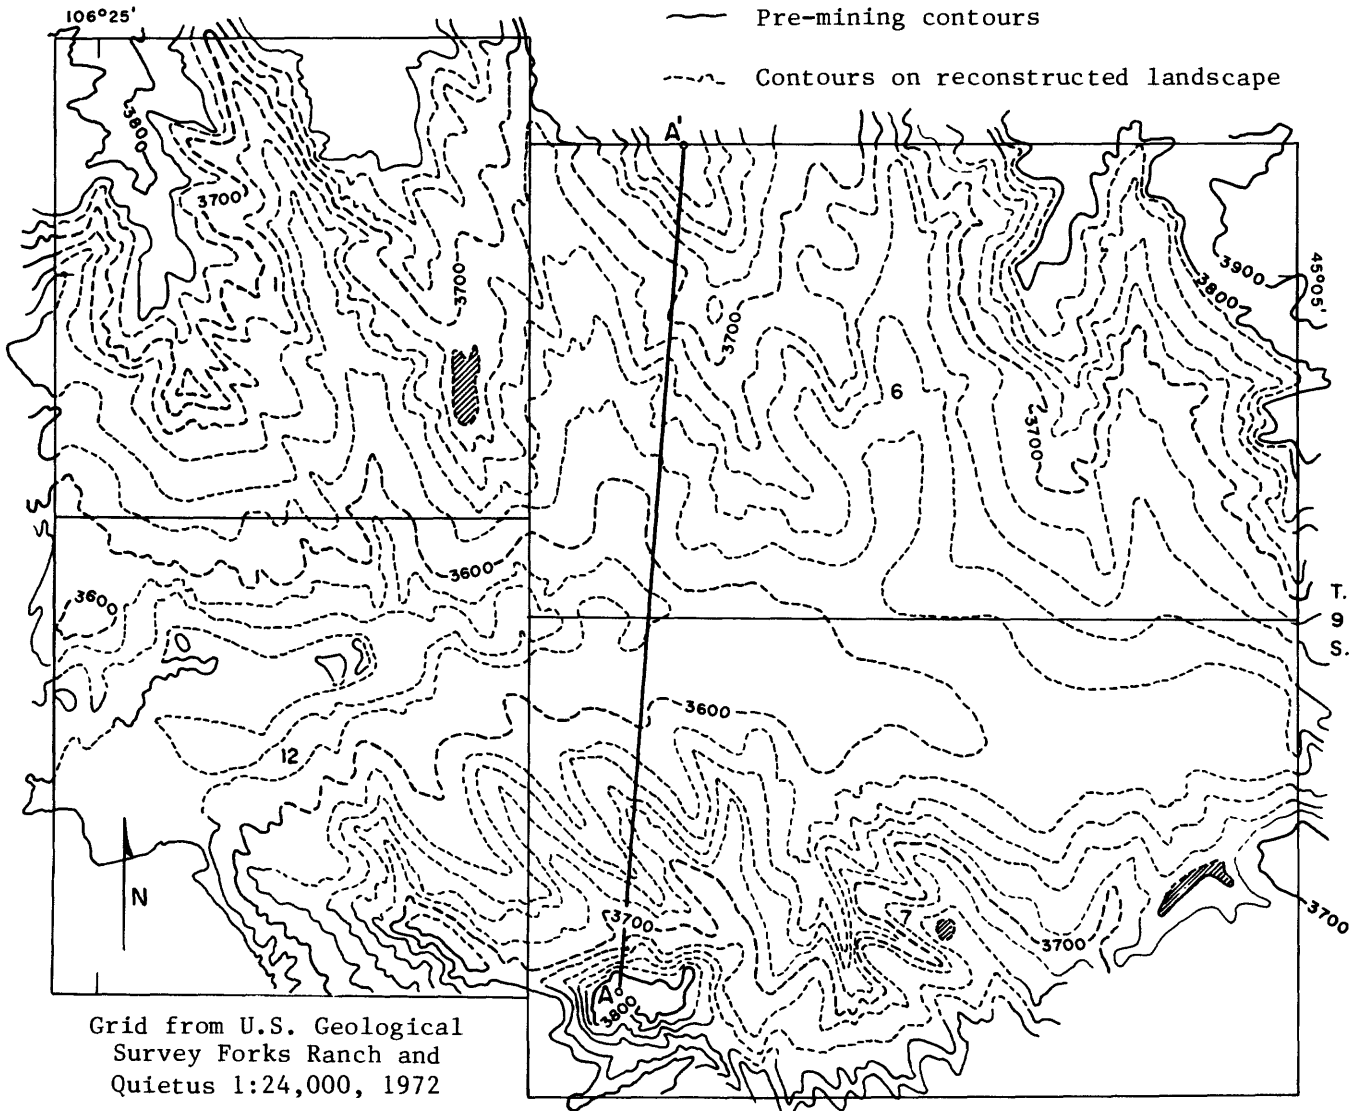 106°25'
Pre-mining contours
Contours on reconstructed landscape
A'
3800
3700
3700
3900
3800
45°05'
3700
6
3700
11
1
3600
3600
T.
9
S.
3600
12
N
7
3700
3700
3700
A
3800
Grid from U.S. Geological
Survey Forks Ranch and
Quietus 1:24,000, 1972